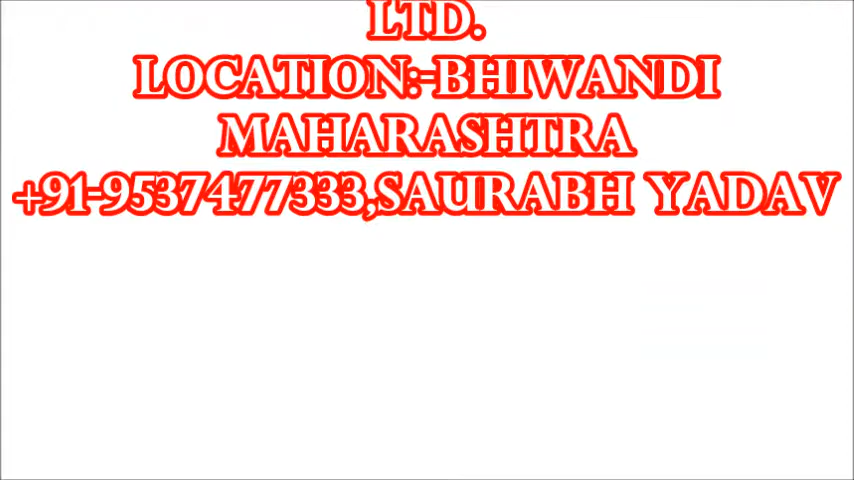 LTD.
LOCATION:-BHIWANDI
MAHARASHTRA
+91-9537477333,SAURABH YADAV